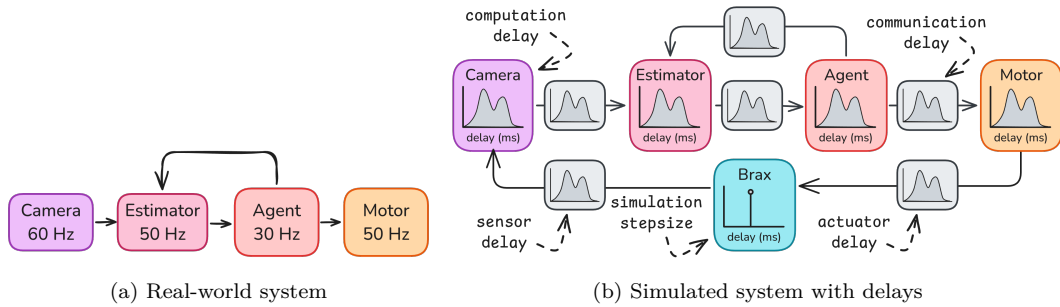 computation
delay
communication
delay
Camera
delay (ms)
Estimator
delay (ms)
Agent
delay (ms)
Motor
delay (ms)
Camera
60 Hz
Estimator
50 Hz
Agent
30 Hz
Motor
50 Hz
sensor
delay
simulation
stepsize
Brax
delay (ms)
actuator
delay
(a) Real-world system
(b) Simulated system with delays